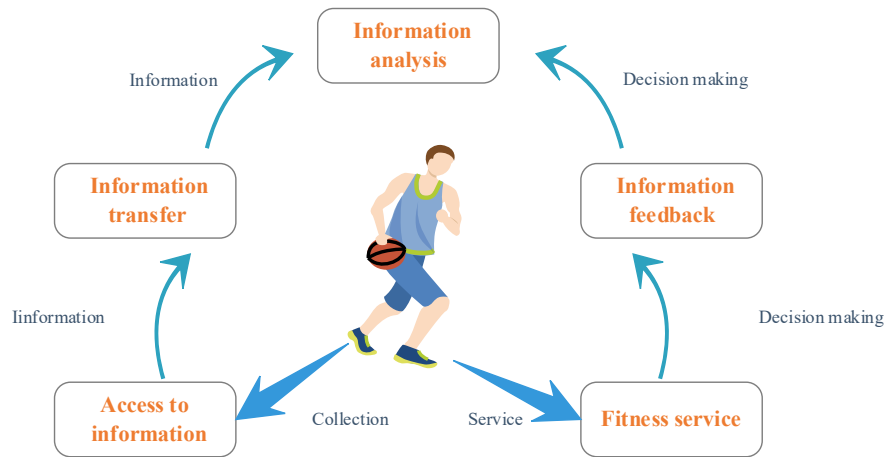 Information
analysis
Information
Decision making
Information
transfer
Information
feedback
Iinformation
Decision making
Access to
information
Collection
Service
Fitness service